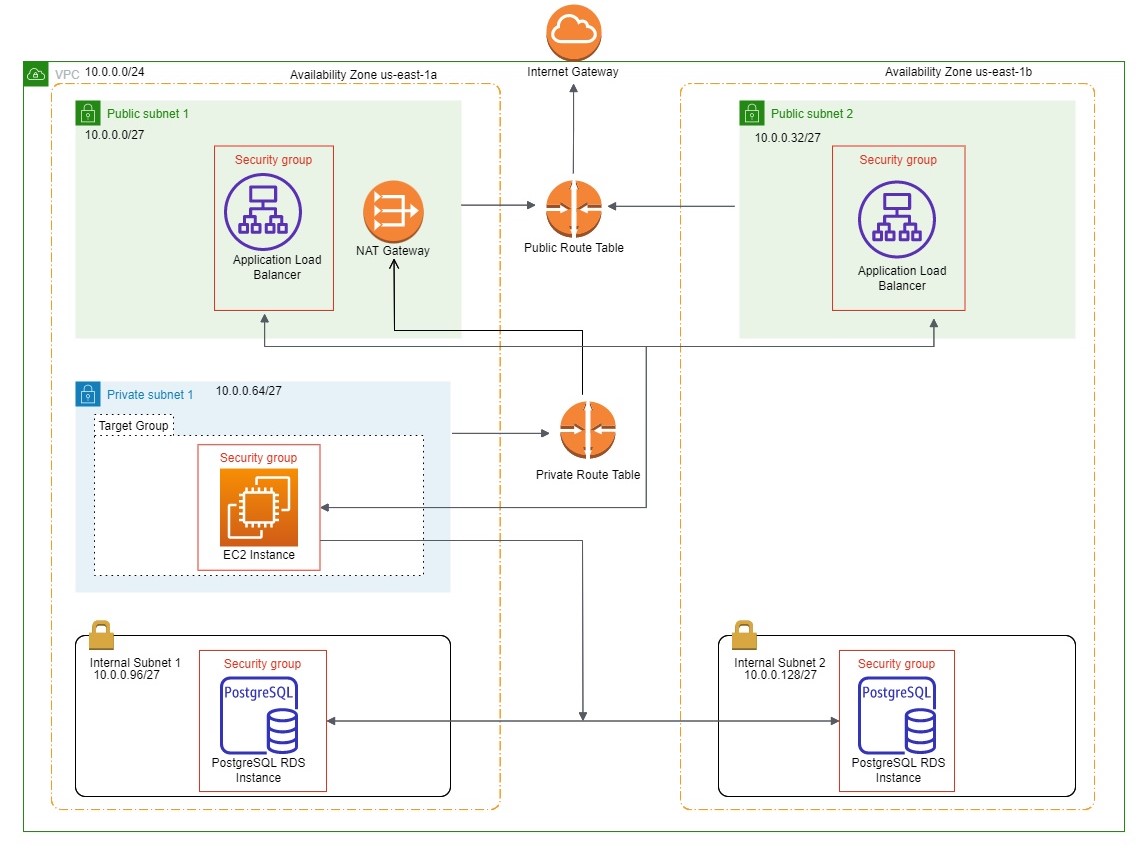 Internet Gateway
VPC
10.0.0.0/24
Availability Zone us-east-1a
Availability Zone us-east-1b
Public subnet 1
10.0.0.0/27
Security group
Application Load
Balancer
NAT Gateway
Public Route Table
Public subnet 2
10.0.0.32/27
Security group
Application Load
Balancer
Private subnet 1
10.0.0.64/27
Target Group
Security group
EC2 Instance
Private Route Table
Internal Subnet 1
10.0.0.96/27
Security group
PostgreSQL
PostgreSQL RDS
Instance
Internal Subnet 2
10.0.0.128/27
Security group
PostgreSQL
PostgreSQL RDS
Instance